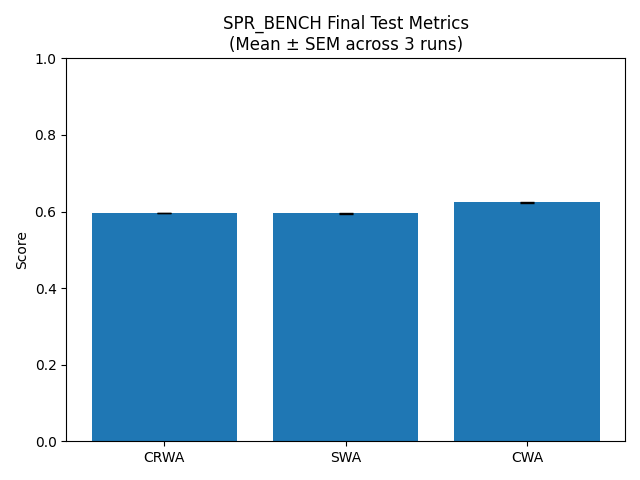 SPR_BENCH Final Test Metrics
(Mean ± SEM across 3 runs)
1.0
0.8
0.6
0.4
0.2
0.0
Score
CRWA SWA CWA